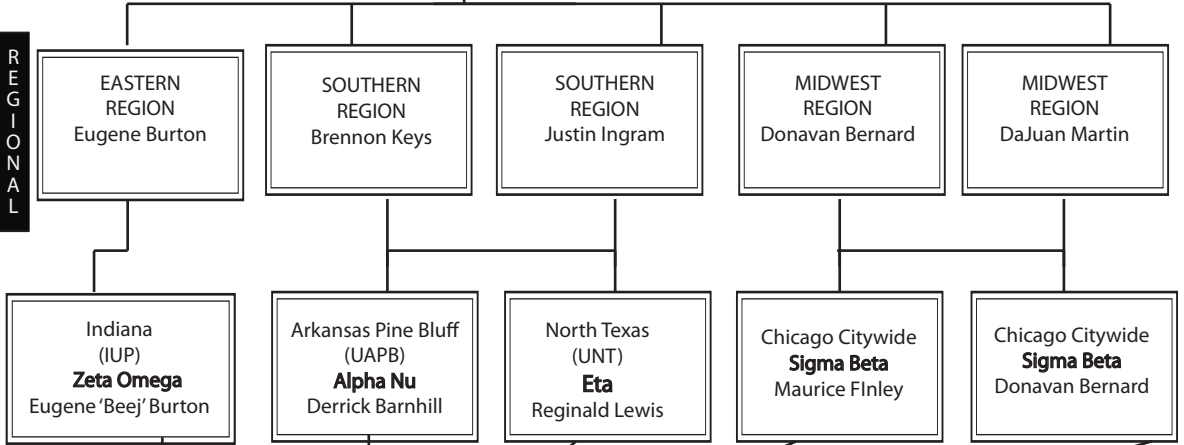 REGIONAL
EASTERN
REGION
Eugene Burton
SOUTHERN
REGION
Brennon Keys
SOUTHERN
REGION
Justin Ingram
MIDWEST
REGION
Donavan Bernard
MIDWEST
REGION
DaJuan Martin
Indiana
(IUP)
Zeta Omega
Eugene ‘Beej’ Burton
Arkansas Pine Bluff
(UAPB)
Alpha Nu
Derrick Barnhill
North Texas
(UNT)
Eta
Reginald Lewis
Chicago Citywide
Sigma Beta
Maurice FInley
Chicago Citywide
Sigma Beta
Donavan Bernard